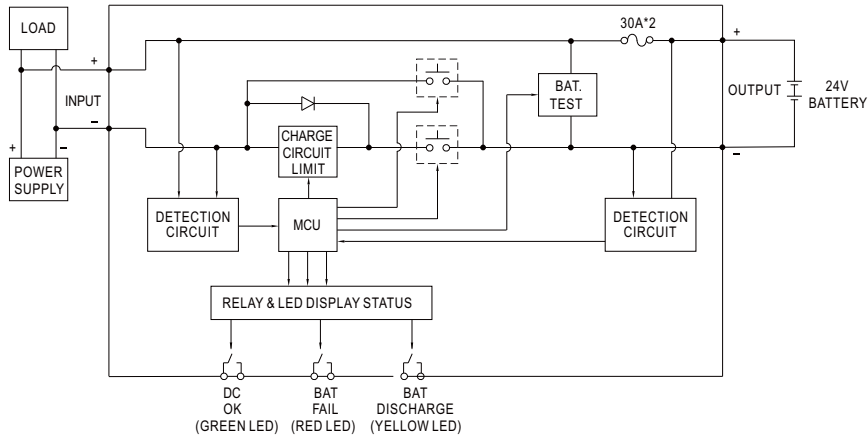 LOAD
30A*2
+
+
+
INPUT
OUTPUT
24V
BATTERY
BAT.
TEST
−
−
+
−
CHARGE
CIRCUIT
LIMIT
POWER
SUPPLY
DETECTION
CIRCUIT
MCU
DETECTION
CIRCUIT
RELAY & LED DISPLAY STATUS
DC
OK
(GREEN LED)
BAT
FAIL
(RED LED)
BAT
DISCHARGE
(YELLOW LED)